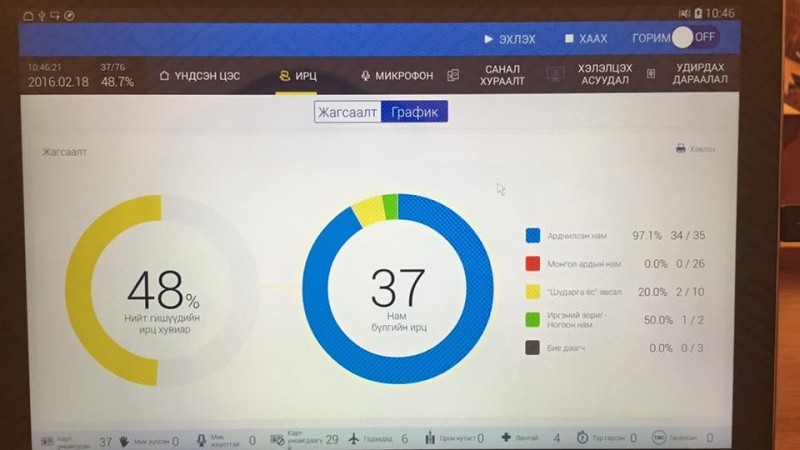 10:46
ЭХЛЭХ
ХААХ
ГОРИМ
OFF
10:46:21
2016.02.18
37/76
48.7%
ҮНДСЭН ЦЭС
ИРЦ
МИКРОФОН
САНАЛ
ХУРААЛТ
ХЭЛЭЛЦЭХ
АСУУДАЛ
УДИРДАХ
ДАРААЛАЛ
Жагсаалт
График
Жагсаалт
Хэвлэх
48%
Нийт гишүүдийн
ирц хувиар
37
Нам
бүлгийн ирц
Ардчилсан нам 97.1% 34 / 35
Монгол ардын нам 0.0% 0 / 26
"Шударга ёс" эвсэл 20.0% 2 / 10
Иргэний зориг-
Ногоон нам 50.0% 1 / 2
Бие даагч 0.0% 0 / 3
Карт
уншигдсан 37
Мик хүссэн 0
Мик
нээлттэй 0
Карт
29
Гадаадад 6
Орон нутагт 0
Өвчтэй 4
Түр гарсан 0
Тасалсан 0